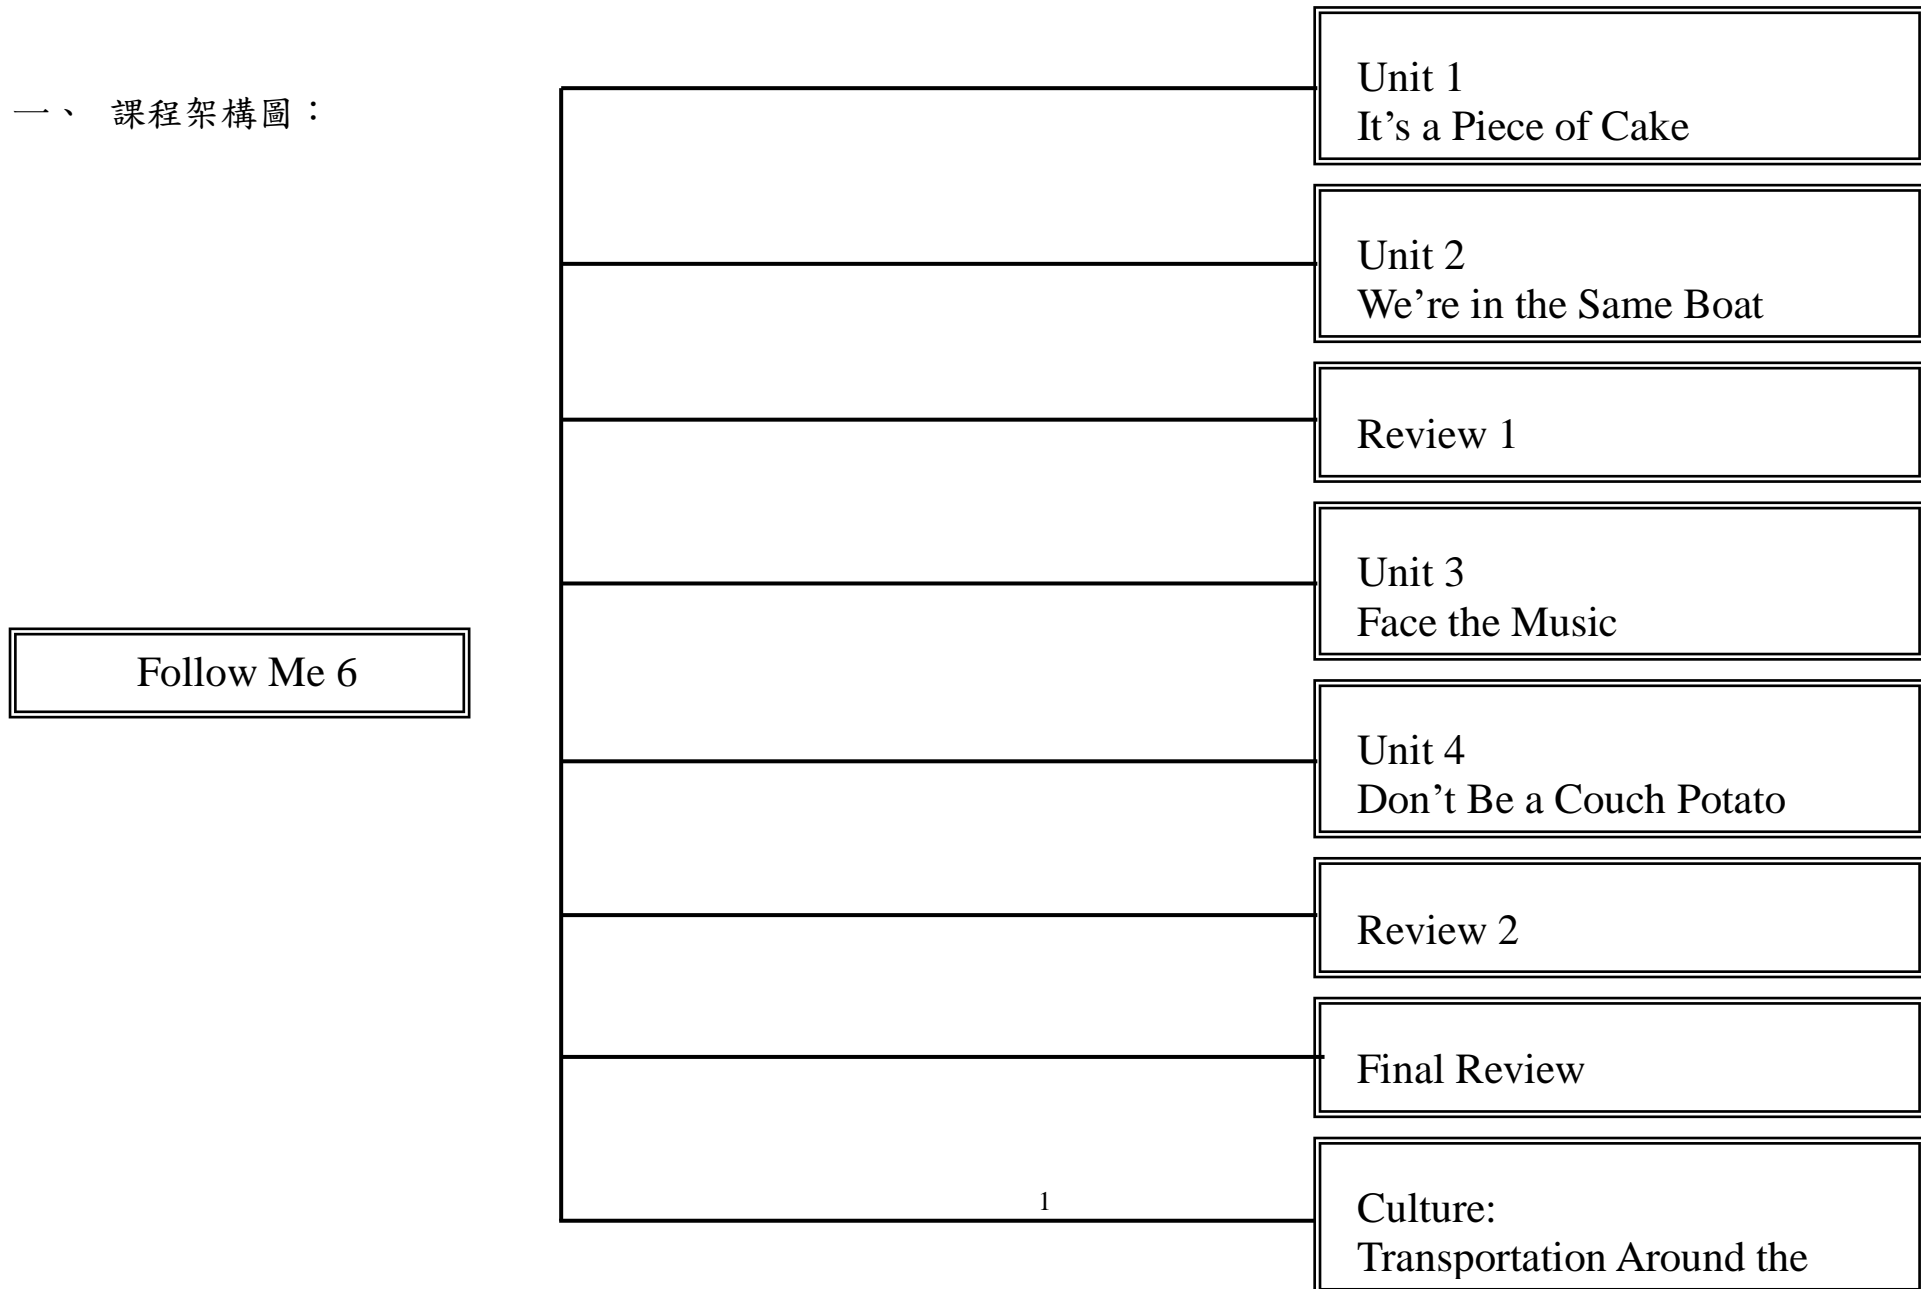 一、 課程架構圖：
Follow Me 6
Unit 1
It’s a Piece of Cake
Unit 2
We’re in the Same Boat
Review 1
Unit 3
Face the Music
Unit 4
Don’t Be a Couch Potato
Review 2
Final Review
Culture:
Transportation Around the
1